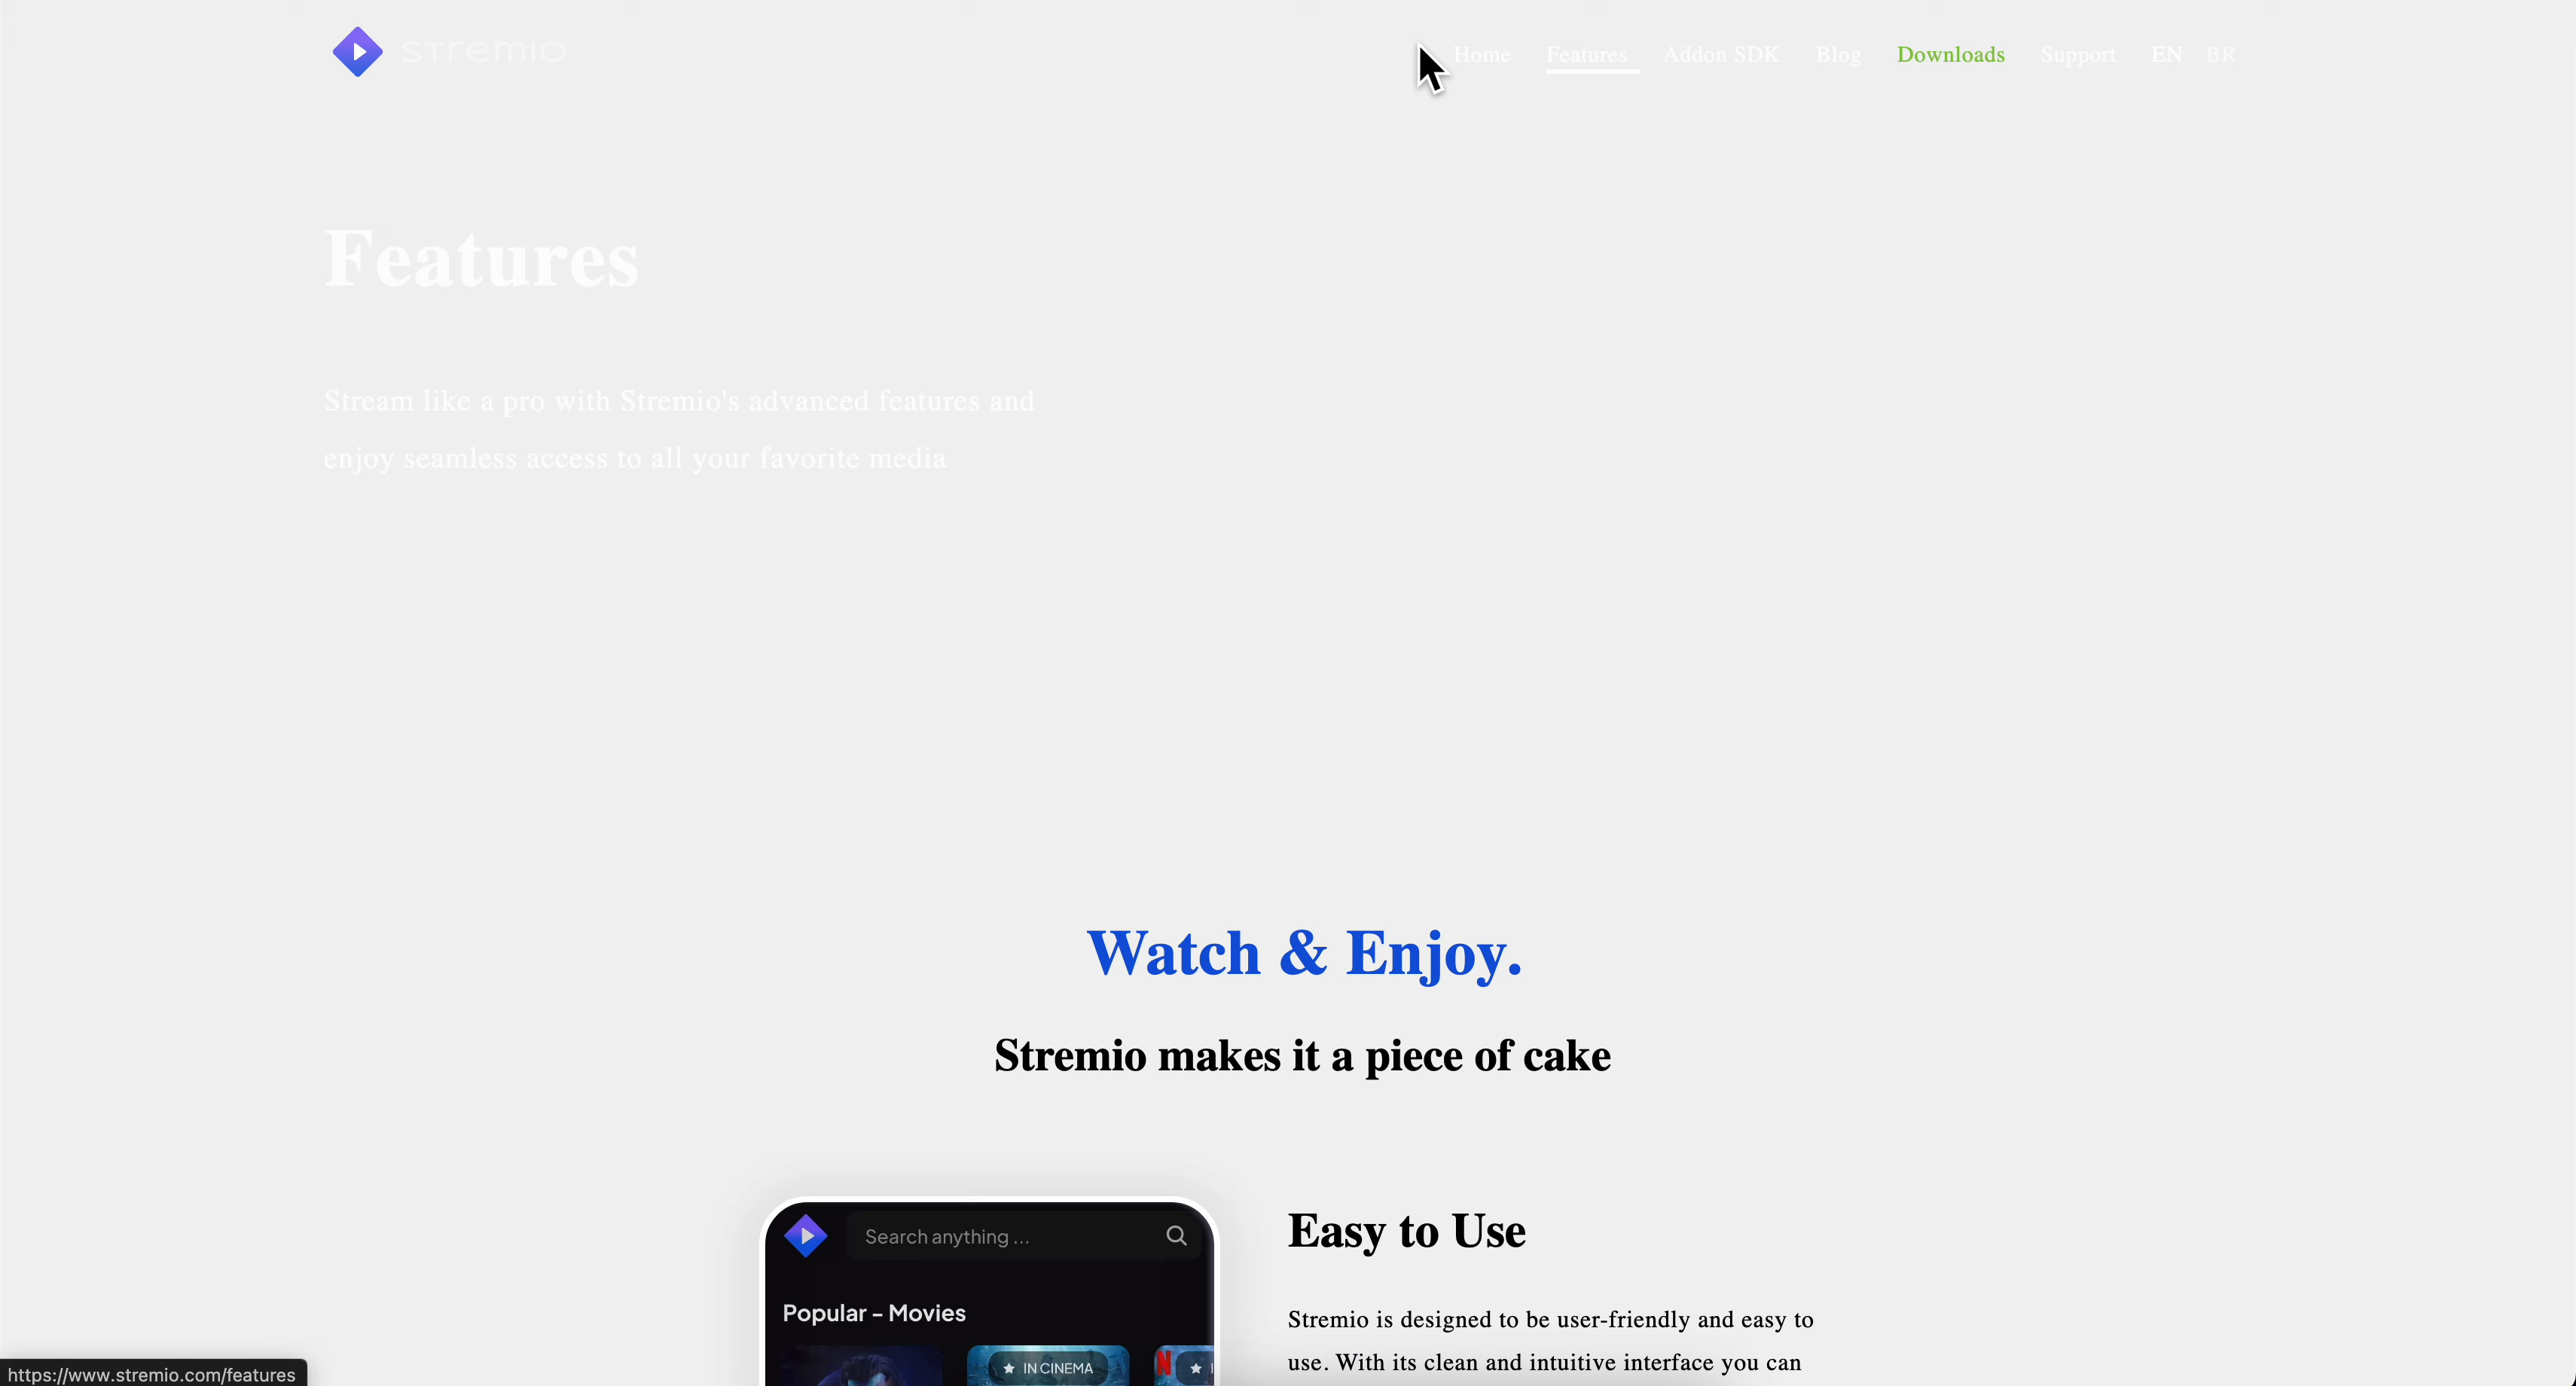 stremio
Home Features Addon SDK Blog Downloads Support EN BR
Features
Stream like a pro with Stremio's advanced features and
enjoy seamless access to all your favorite media
Watch & Enjoy.
Stremio makes it a piece of cake
Search anything ...
Popular – Movies
IN CINEMA
N
Easy to Use
Stremio is designed to be user-friendly and easy to
use. With its clean and intuitive interface you can
https://www.stremio.com/features